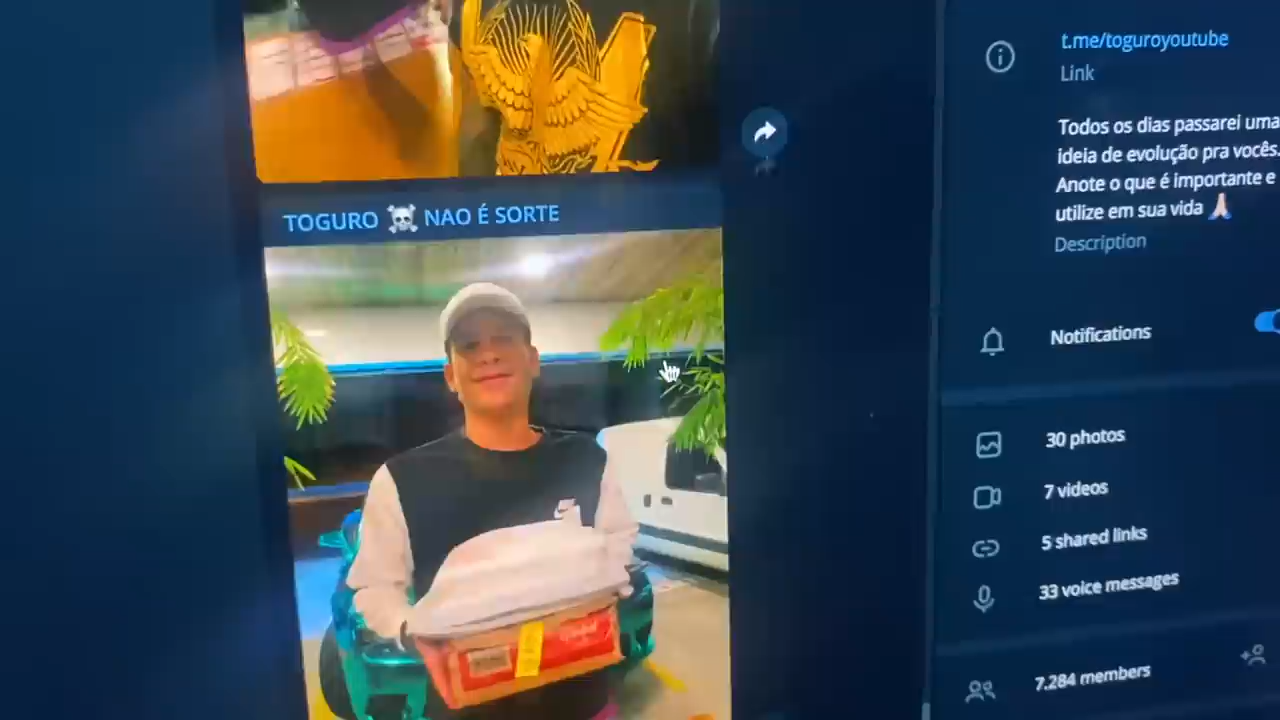 t.me/toguroyoutube
Link
Todos os dias passarei uma
ideia de evolução pra vocês.
Anote o que é importante e
utilize em sua vida 🙏🏻
Description
TOGURO ☠️ NAO É SORTE
Notifications
30 photos
7 videos
5 shared links
33 voice messages
7.284 members